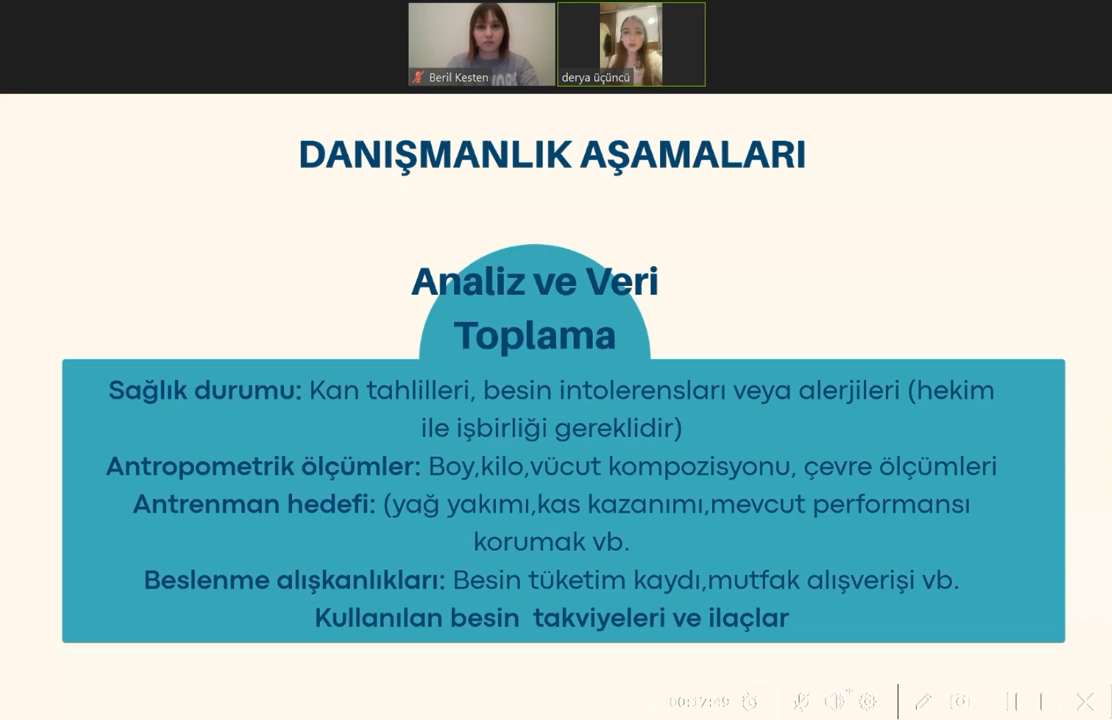 Beril Kesten
derya üçüncü
DANIŞMANLIK AŞAMALARI
Analiz ve Veri
Toplama
Sağlık durumu: Kan tahlilleri, besin intolerensları veya alerjileri (hekim
ile işbirliği gereklidir)
Antropometrik ölçümler: Boy,kilo,vücut kompozisyonu, çevre ölçümleri
Antrenman hedefi: (yağ yakımı,kas kazanımı,mevcut performansı
korumak vb.
Beslenme alışkanlıkları: Besin tüketim kaydı,mutfak alışverişi vb.
Kullanılan besin takviyeleri ve ilaçlar